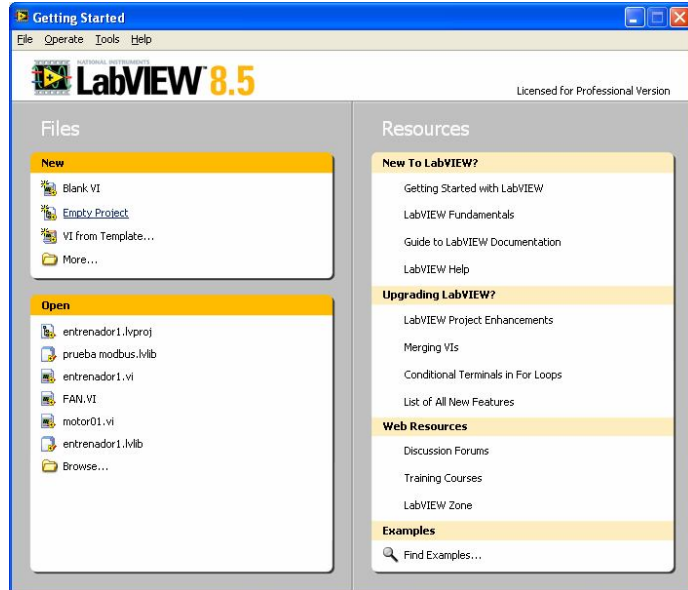 Getting Started
File Operate Tools Help
NATIONAL INSTRUMENTS
LabVIEW 8.5
Licensed for Professional Version
Files
New
Blank VI
Empty Project
VI from Template...
More...
Open
entrenador1.lvproj
prueba modbus.lvlib
entrenador1.vi
FAN.VI
motor01.vi
entrenador1.lvlib
Browse...
Resources
New To LabVIEW?
Getting Started with LabVIEW
LabVIEW Fundamentals
Guide to LabVIEW Documentation
LabVIEW Help
Upgrading LabVIEW?
LabVIEW Project Enhancements
Merging VIs
Conditional Terminals in For Loops
List of All New Features
Web Resources
Discussion Forums
Training Courses
LabVIEW Zone
Examples
Find Examples...